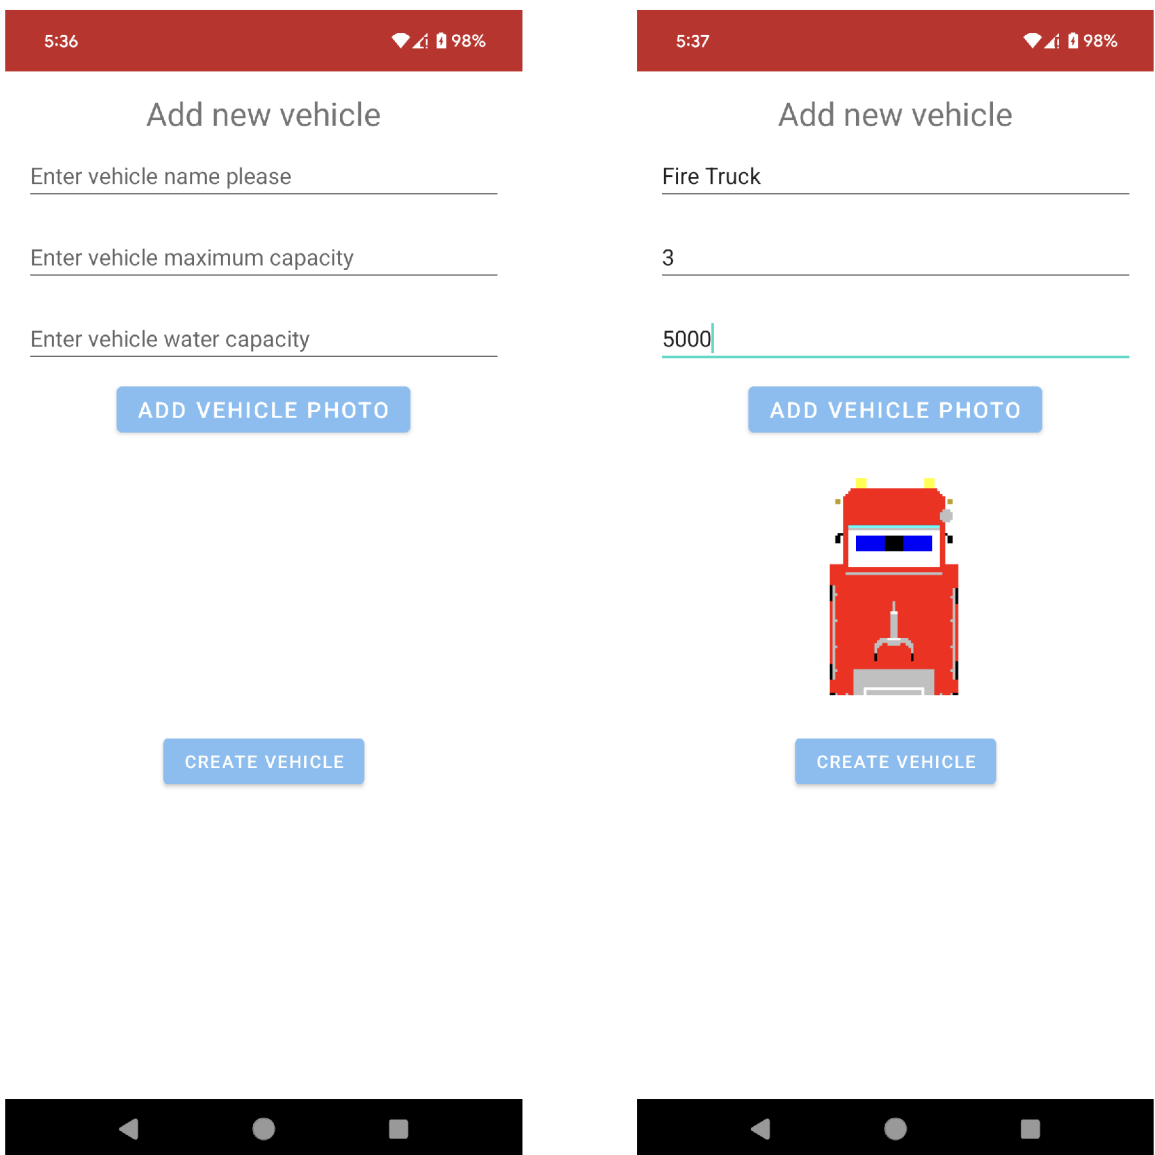 5:36 98%
Add new vehicle
Enter vehicle name please
Enter vehicle maximum capacity
Enter vehicle water capacity
ADD VEHICLE PHOTO
CREATE VEHICLE
5:37 98%
Add new vehicle
Fire Truck
3
5000
ADD VEHICLE PHOTO
CREATE VEHICLE